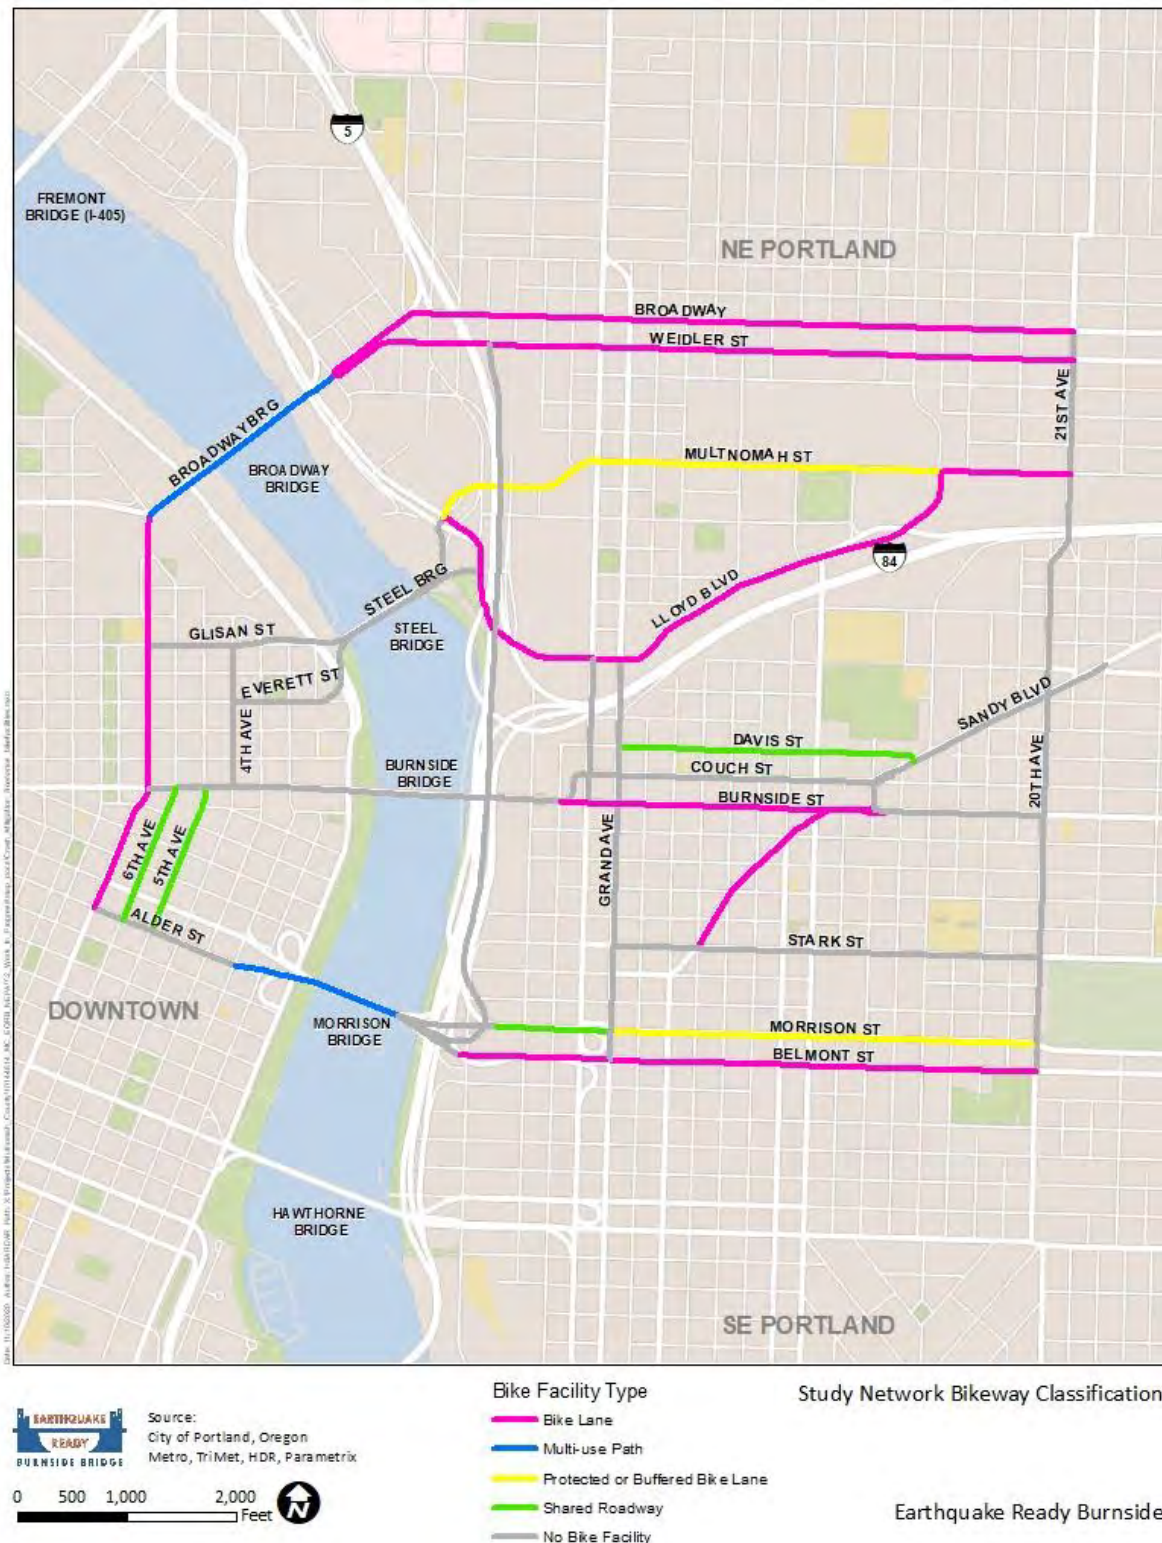 5
FREMONT
BRIDGE (I-405)
NE PORTLAND
BROADWAY
WEIDLER ST
21ST AVE
BROADWAY BRG
BROADWAY
BRIDGE
MULTNOMAH ST
84
STEEL BRG
LLOYD BLVD
GLISAN ST
STEEL
BRIDGE
EVERETT ST
4TH AVE
SANDY BLVD
DAVIS ST
COUCH ST
BURNSIDE
BRIDGE
BURNSIDE ST
20TH AVE
6TH AVE
5TH AVE
GRAND AVE
ALDER ST
STARK ST
DOWNTOWN
MORRISON
BRIDGE
MORRISON ST
BELMONT ST
HAWTHORNE
BRIDGE
SE PORTLAND
EARTHQUAKE
READY
BURNSIDE BRIDGE
Source:
City of Portland, Oregon
Metro, TriMet, HDR, Parametrix
0 500 1,000 2,000
Feet
N
Bike Facility Type
Bike Lane
Multi-use Path
Protected or Buffered Bike Lane
Shared Roadway
No Bike Facility
Study Network Bikeway Classification
Earthquake Ready Burnside